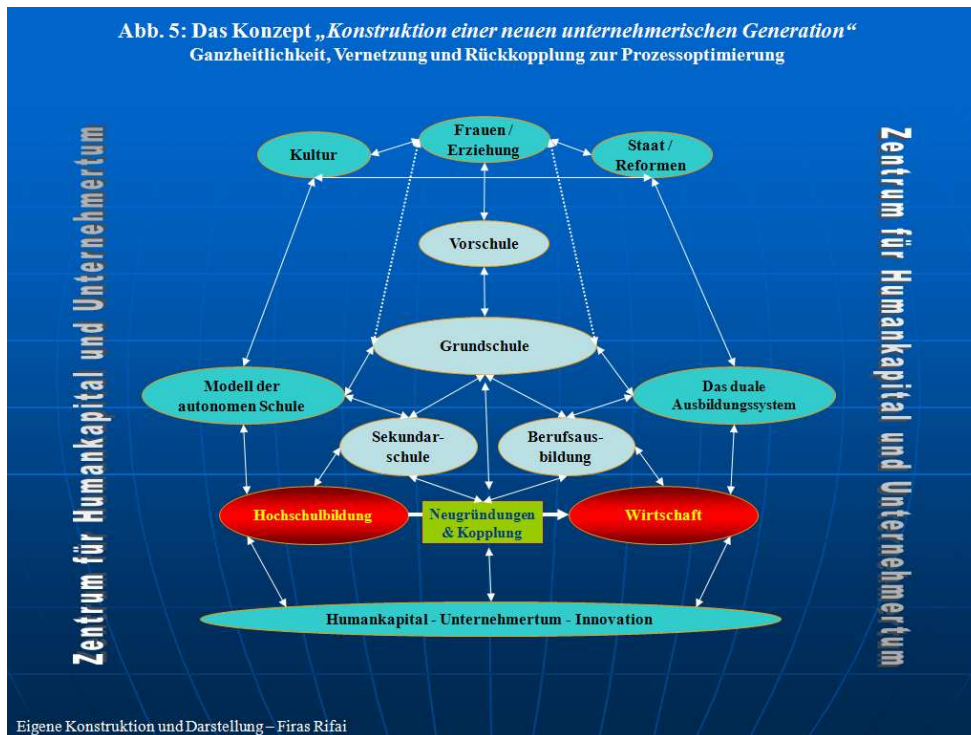 Abb. 5: Das Konzept „Konstruktion einer neuen unternehmerischen Generation“
Ganzheitlichkeit, Vernetzung und Rückkopplung zur Prozessoptimierung
Zentrum für Humankapital und Unternehmertum
Zentrum für Humankapital und Unternehmertum
Kultur
Frauen /
Erziehung
Staat /
Reformen
Vorschule
Grundschule
Modell der
autonomen Schule
Das duale
Ausbildungssystem
Sekundar-
schule
Berufsaus-
bildung
Hochschulbildung
Neugründungen
& Kopplung
Wirtschaft
Humankapital - Unternehmertum - Innovation
Eigene Konstruktion und Darstellung – Firas Rifai